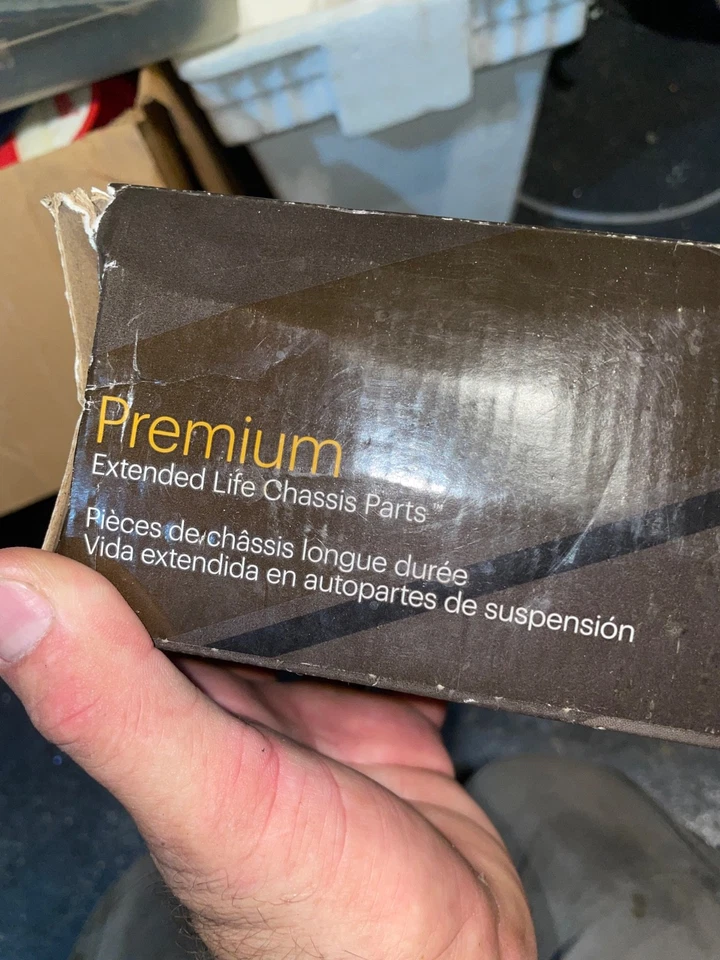 Premium
Extended Life Chassis Parts™
Pièces de châssis longue durée
Vida extendida en autopartes de suspensión